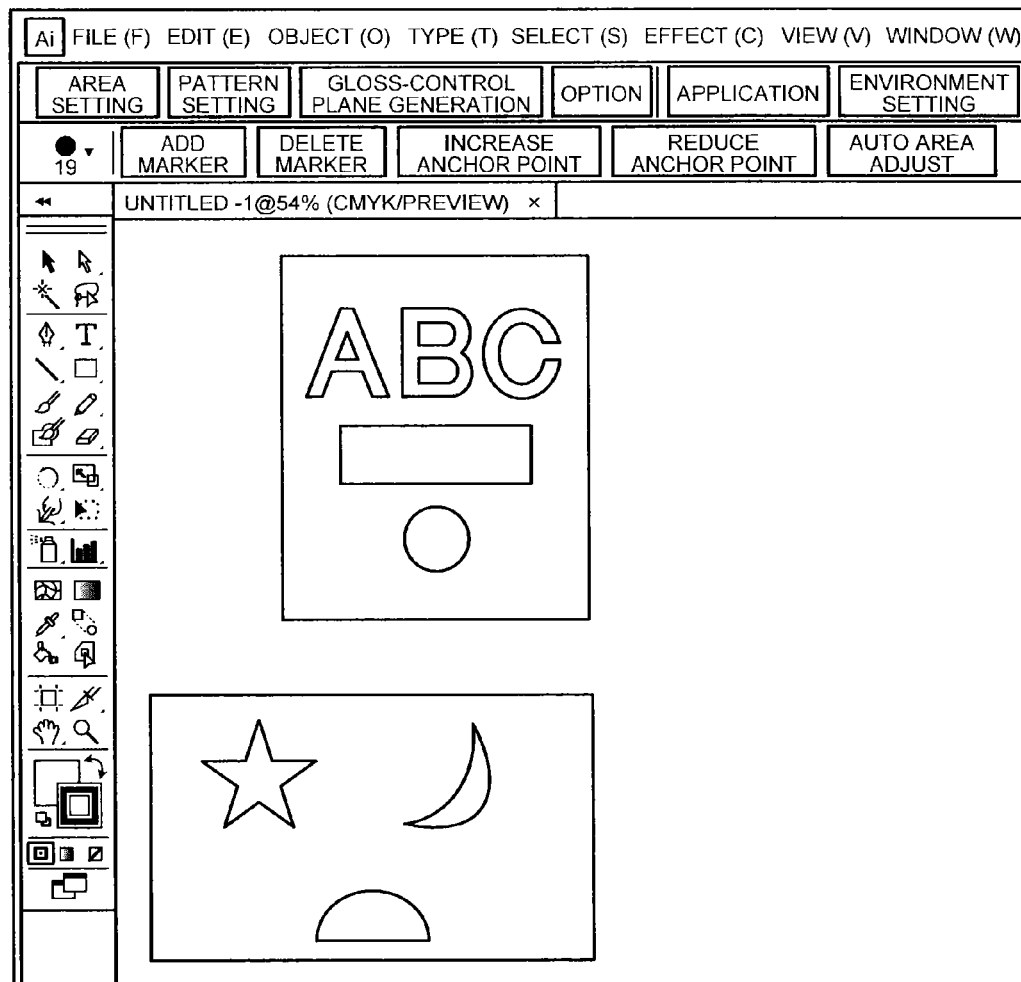 Ai FILE (F) EDIT (E) OBJECT (O) TYPE (T) SELECT (S) EFFECT (C) VIEW (V) WINDOW (W)
AREA SETTING PATTERN SETTING GLOSS-CONTROL PLANE GENERATION OPTION APPLICATION ENVIRONMENT SETTING
19 ADD MARKER DELETE MARKER INCREASE ANCHOR POINT REDUCE ANCHOR POINT AUTO AREA ADJUST
UNTITLED -1@54% (CMYK/PREVIEW) ×
T
ABC